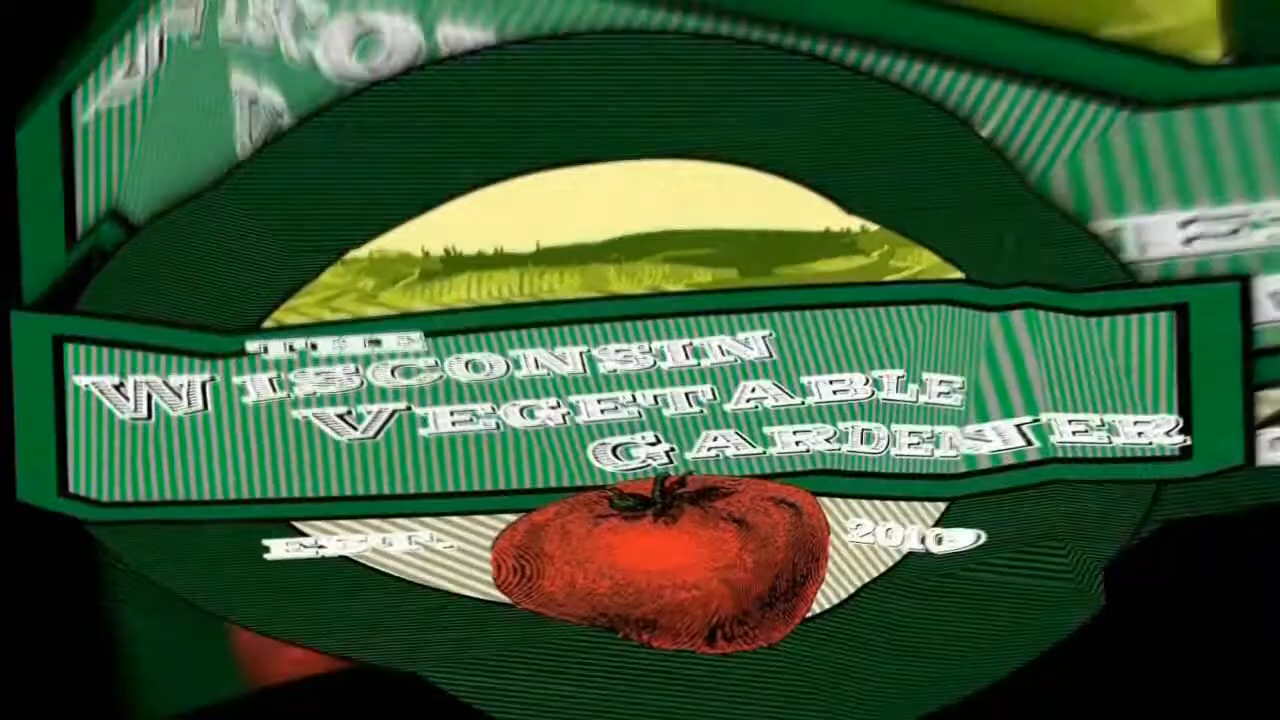 THE
WISCONSIN
VEGETABLE
GARDENER
EST. 2010